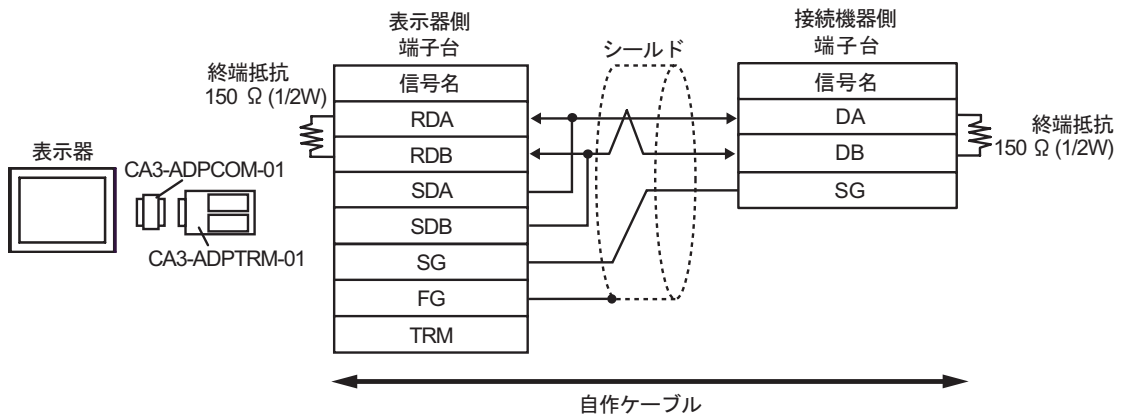 表示器
CA3-ADPCOM-01
CA3-ADPTRM-01
終端抵抗
150 Ω (1/2W)
表示器側
端子台
信号名
RDA
RDB
SDA
SDB
SG
FG
TRM
シールド
接続機器側
端子台
信号名
DA
DB
SG
終端抵抗
150 Ω (1/2W)
自作ケーブル